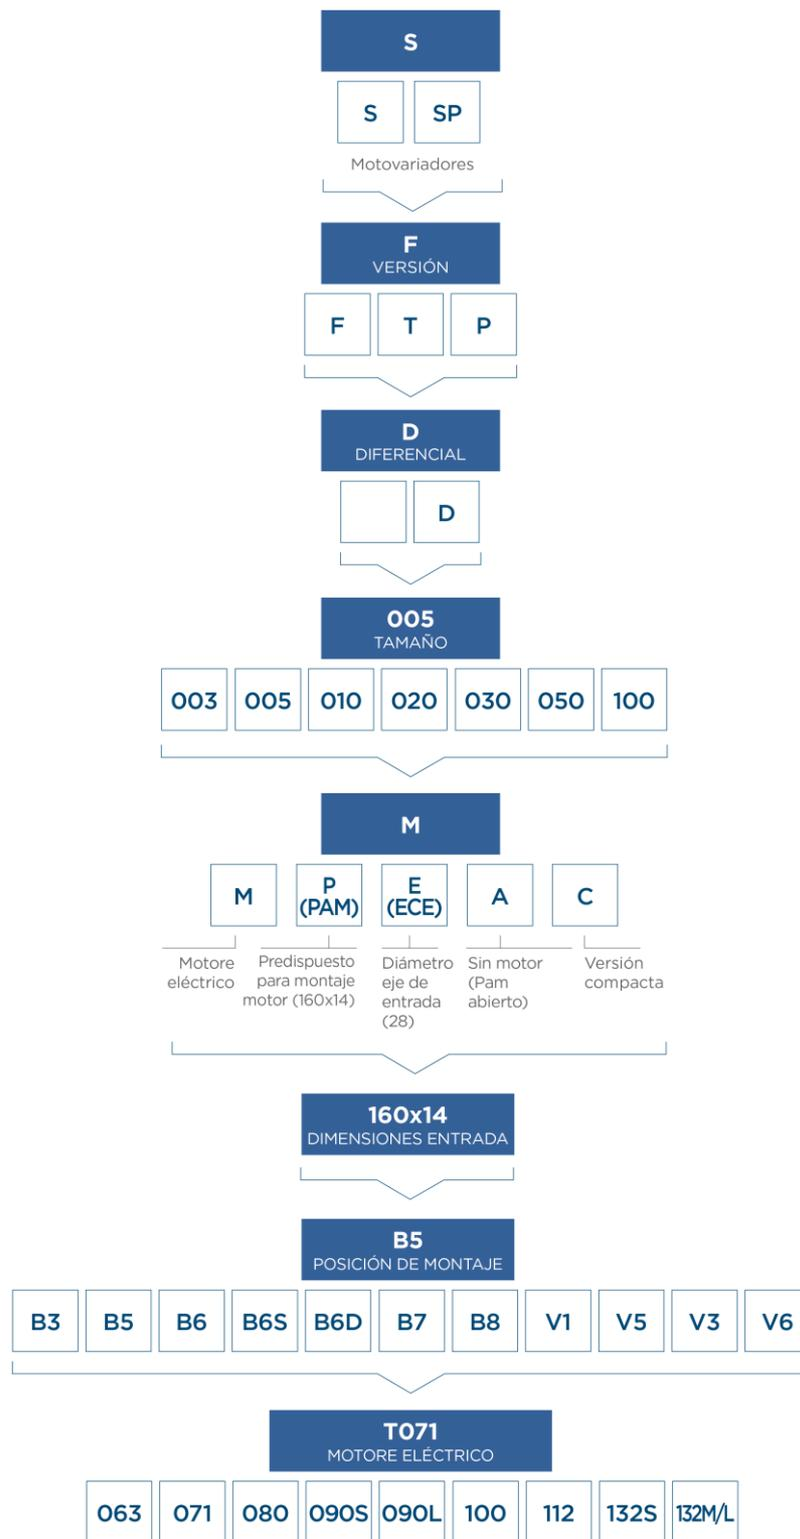 S
S SP
Motovariadores
F
VERSIÓN
F T P
D
DIFERENCIAL
D
005
TAMAÑO
003 005 010 020 030 050 100
M
M P (PAM) E (ECE) A C
Motore
eléctrico
Predispuesto
para montaje
motor (160x14)
Diámetro
eje de
entrada
(28)
Sin motor
(Pam
abierto)
Versión
compacta
160x14
DIMENSIONES ENTRADA
B5
POSICIÓN DE MONTAJE
B3 B5 B6 B6S B6D B7 B8 V1 V5 V3 V6
T071
MOTORE ELÉCTRICO
063 071 080 090S 090L 100 112 132S 132M/L